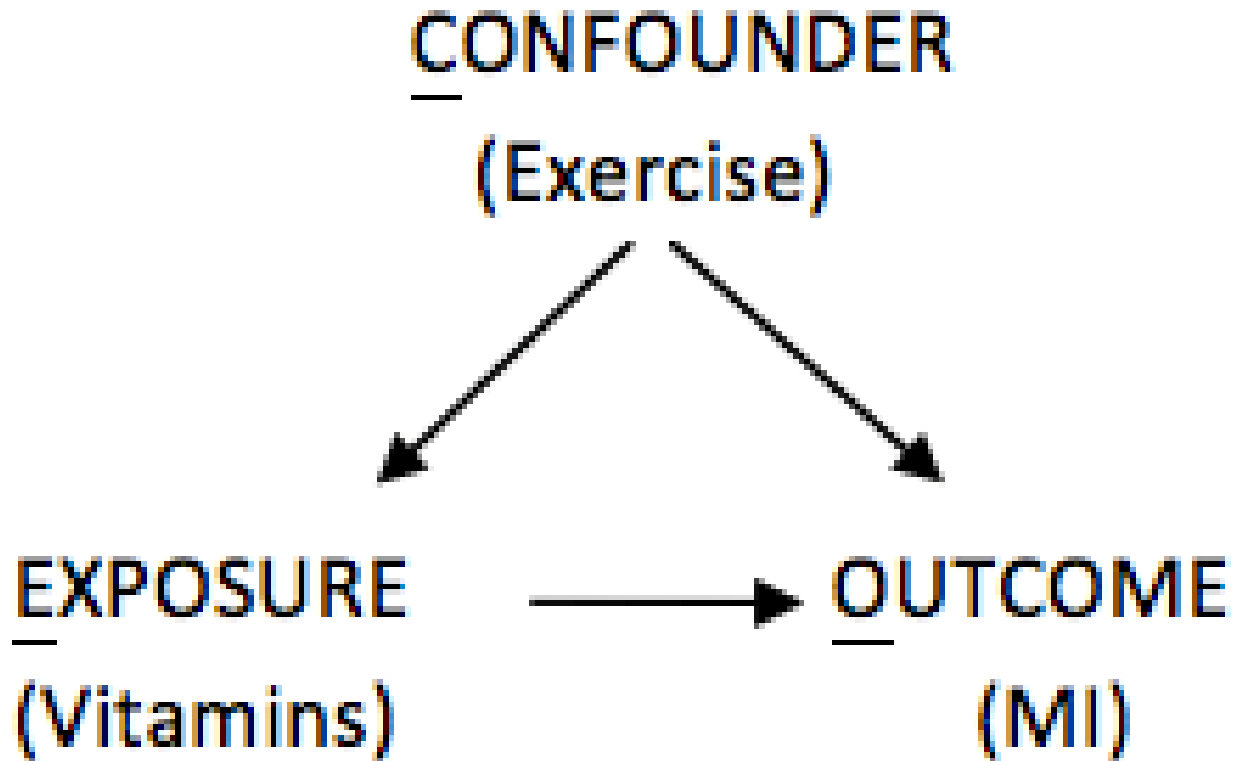 CONFOUNDER
(Exercise)
EXPOSURE
OUTCOME
(Vitamins)
(MI)